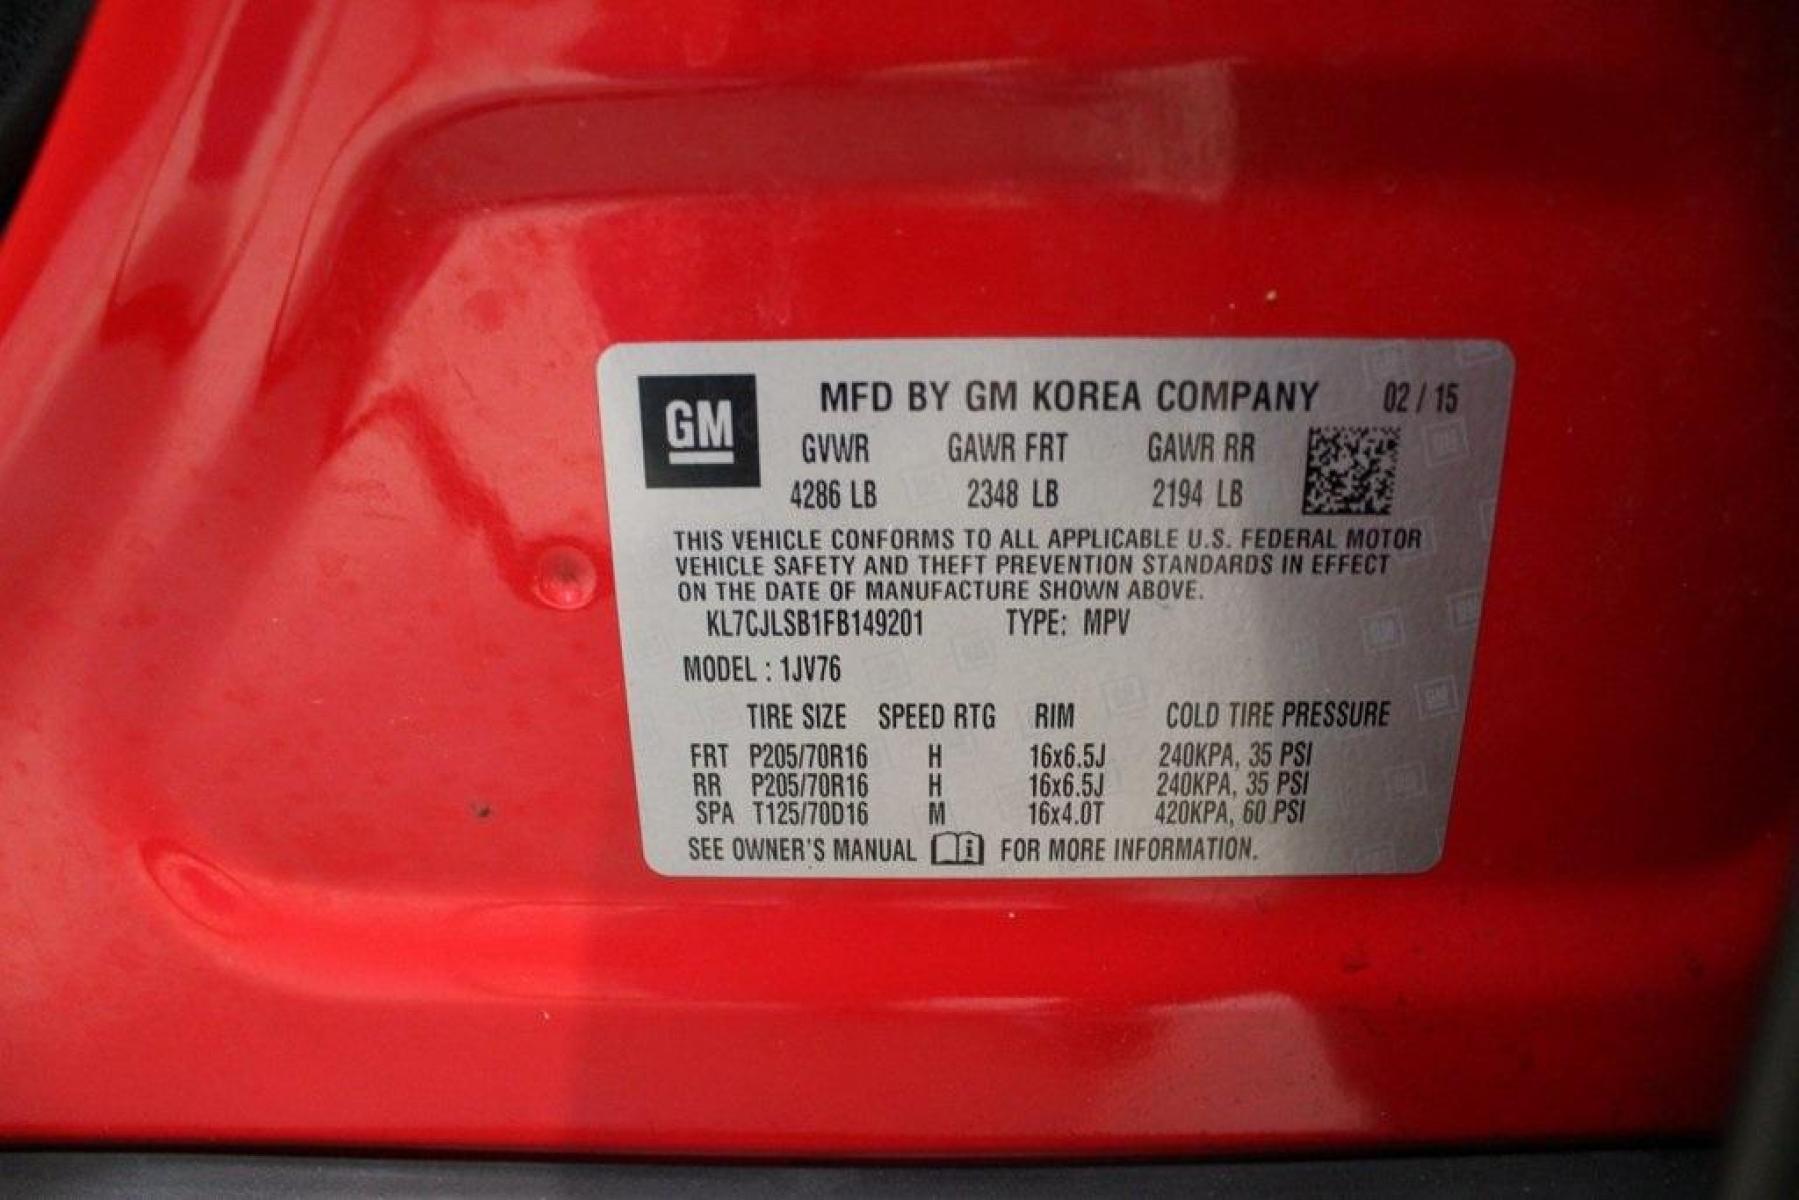 GM
MFD BY GM KOREA COMPANY 02 / 15
GVWR GAWR FRT GAWR RR
4286 LB 2348 LB 2194 LB
THIS VEHICLE CONFORMS TO ALL APPLICABLE U.S. FEDERAL MOTOR
VEHICLE SAFETY AND THEFT PREVENTION STANDARDS IN EFFECT
ON THE DATE OF MANUFACTURE SHOWN ABOVE.
KL7CJLSB1FB149201 TYPE: MPV
MODEL : 1JV76
TIRE SIZE SPEED RTG RIM COLD TIRE PRESSURE
FRT P205/70R16 H 16x6.5J 240KPA, 35 PSI
RR P205/70R16 H 16x6.5J 240KPA, 35 PSI
SPA T125/70D16 M 16x4.0T 420KPA, 60 PSI
SEE OWNER'S MANUAL i FOR MORE INFORMATION.